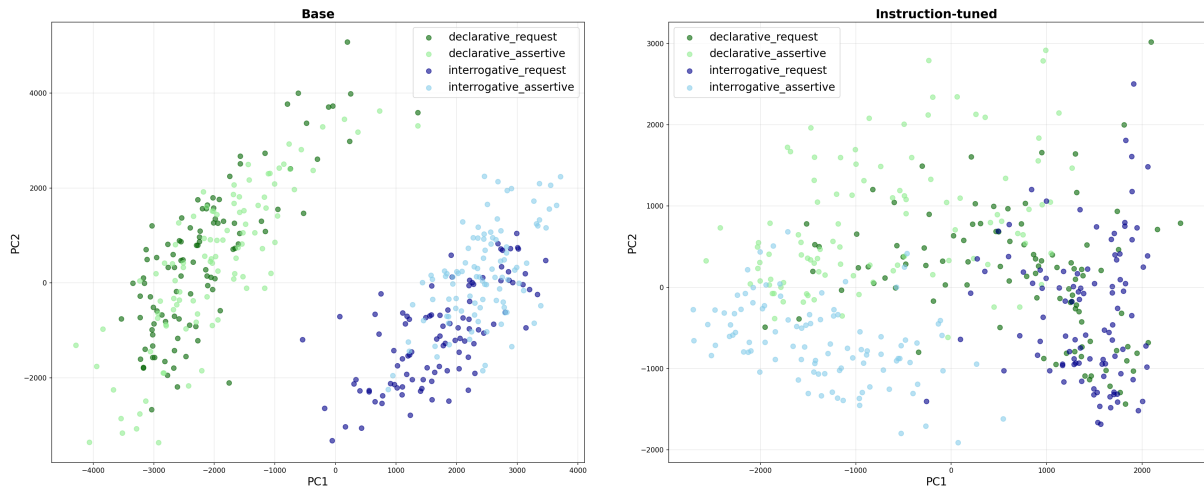 Base
declarative_request
declarative_assertive
interrogative_request
interrogative_assertive
4000
2000
0
−2000
−4000
−3000
−2000
−1000
0
1000
2000
3000
4000
PC1
PC2
Instruction-tuned
declarative_request
declarative_assertive
interrogative_request
interrogative_assertive
3000
2000
1000
0
−1000
−2000
−2000
−1000
0
1000
2000
PC1
PC2